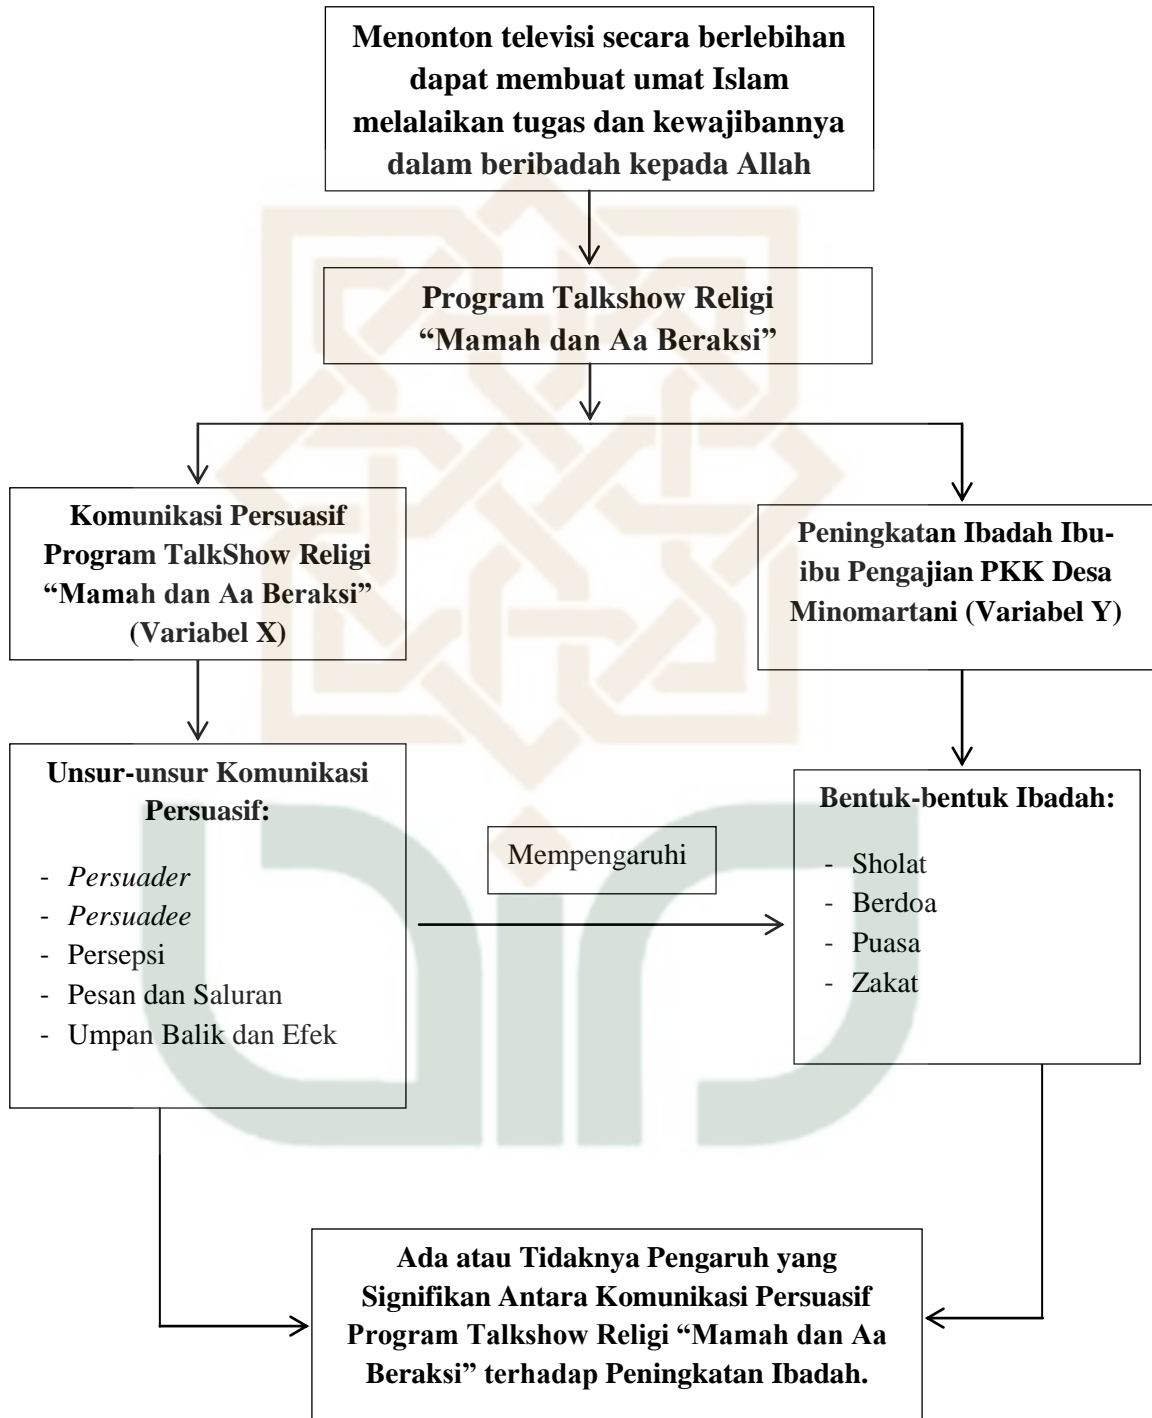 Menonton televisi secara berlebihan
dapat membuat umat Islam
melalaikan tugas dan kewajibannya
dalam beribadah kepada Allah
Program Talkshow Religi
“Mamah dan Aa Beraksi”
Komunikasi Persuasif
Program TalkShow Religi
“Mamah dan Aa Beraksi”
(Variabel X)
Peningkatan Ibadah Ibu-
ibu Pengajian PKK Desa
Minomartani (Variabel Y)
Unsur-unsur Komunikasi
Persuasif:
- Persuader
- Persuadee
- Persepsi
- Pesan dan Saluran
- Umpan Balik dan Efek
Mempengaruhi
Bentuk-bentuk Ibadah:
- Sholat
- Berdoa
- Puasa
- Zakat
Ada atau Tidaknya Pengaruh yang
Signifikan Antara Komunikasi Persuasif
Program Talkshow Religi “Mamah dan Aa
Beraksi” terhadap Peningkatan Ibadah.